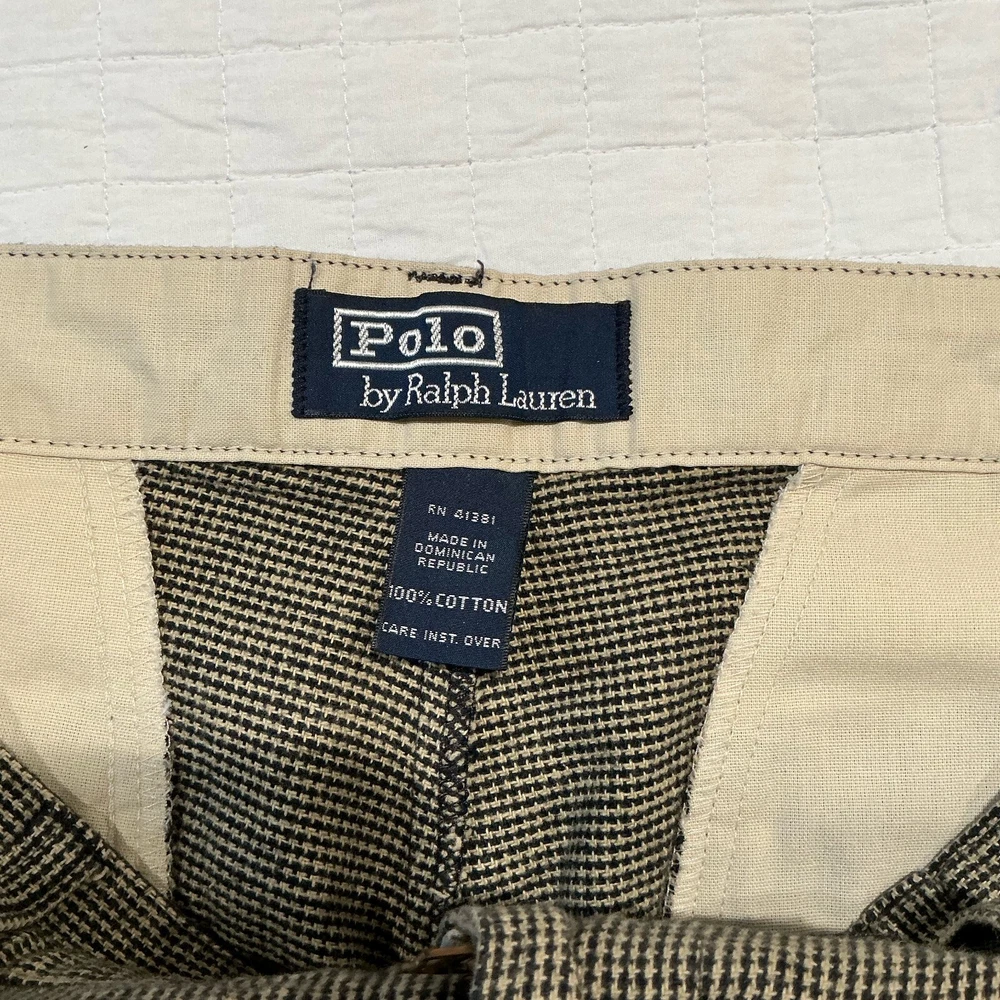 Polo
by Ralph Lauren
RN 41381
MADE IN
DOMINICAN
REPUBLIC
100% COTTON
CARE INST. OVER